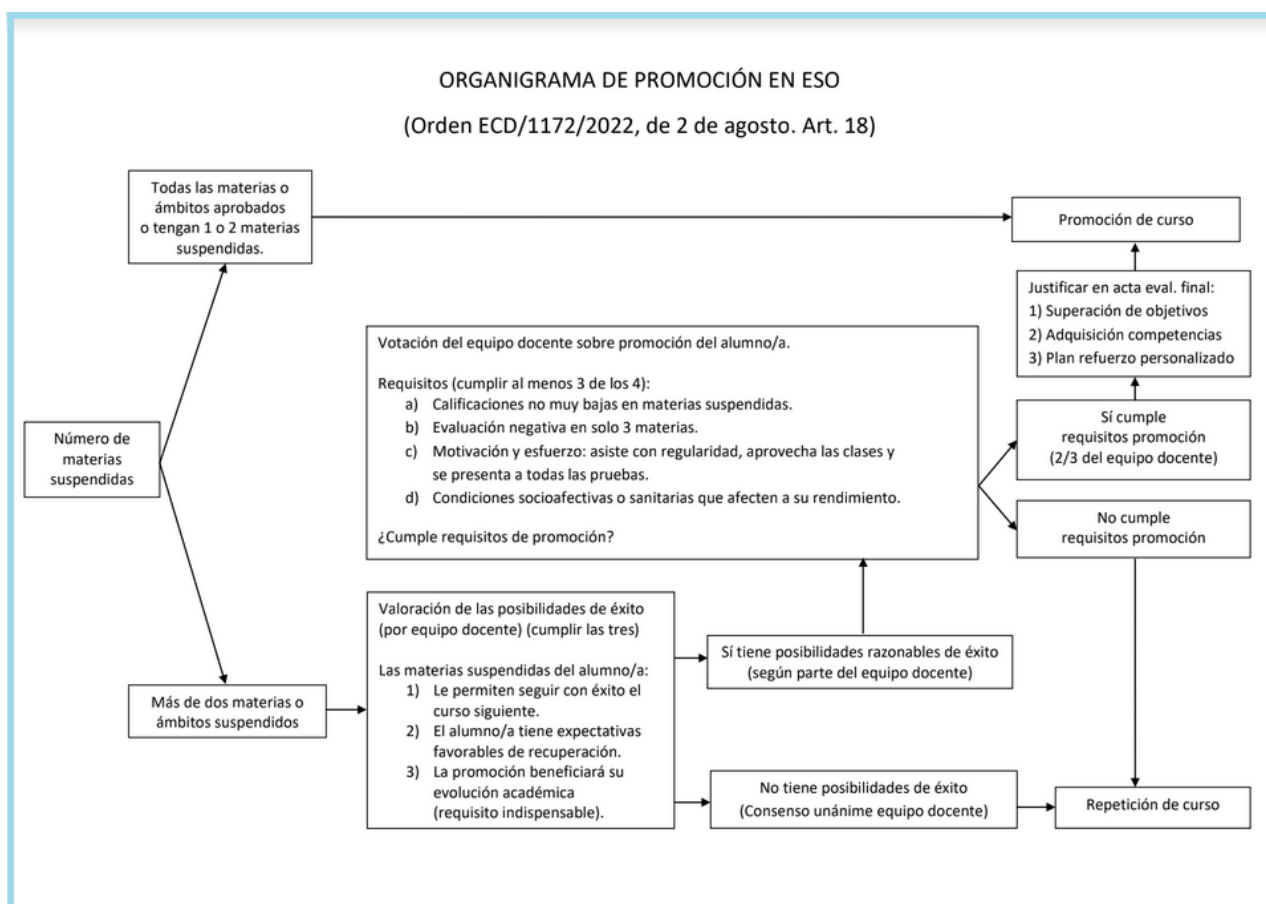 ORGANIGRAMA DE PROMOCIÓN EN ESO
(Orden ECD/1172/2022, de 2 de agosto. Art. 18)
Todas las materias o
ámbitos aprobados
o tengan 1 o 2 materias
suspendidas.
Promoción de curso
Justificar en acta eval. final:
1) Superación de objetivos
2) Adquisición competencias
3) Plan refuerzo personalizado
Votación del equipo docente sobre promoción del alumno/a.
Requisitos (cumplir al menos 3 de los 4):
a) Calificaciones no muy bajas en materias suspendidas.
b) Evaluación negativa en solo 3 materias.
c) Motivación y esfuerzo: asiste con regularidad, aprovecha las clases y
se presenta a todas las pruebas.
d) Condiciones socioafectivas o sanitarias que afecten a su rendimiento.
¿Cumple requisitos de promoción?
Sí cumple
requisitos promoción
(2/3 del equipo docente)
No cumple
requisitos promoción
Número de
materias
suspendidas
Más de dos materias o
ámbitos suspendidos
Valoración de las posibilidades de éxito
(por equipo docente) (cumplir las tres)
Las materias suspendidas del alumno/a:
1) Le permiten seguir con éxito el
curso siguiente.
2) El alumno/a tiene expectativas
favorables de recuperación.
3) La promoción beneficiará su
evolución académica
(requisito indispensable).
Sí tiene posibilidades razonables de éxito
(según parte del equipo docente)
No tiene posibilidades de éxito
(Consenso unánime equipo docente)
Repetición de curso